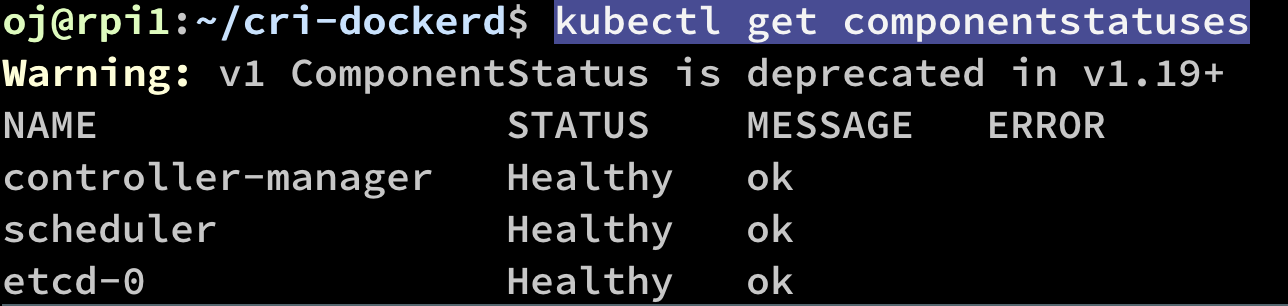 oj@rpi1:~/cri-dockerd$ kubectl get componentstatuses
Warning: v1 ComponentStatus is deprecated in v1.19+
NAME STATUS MESSAGE ERROR
controller-manager Healthy ok
scheduler Healthy ok
etcd-0 Healthy ok